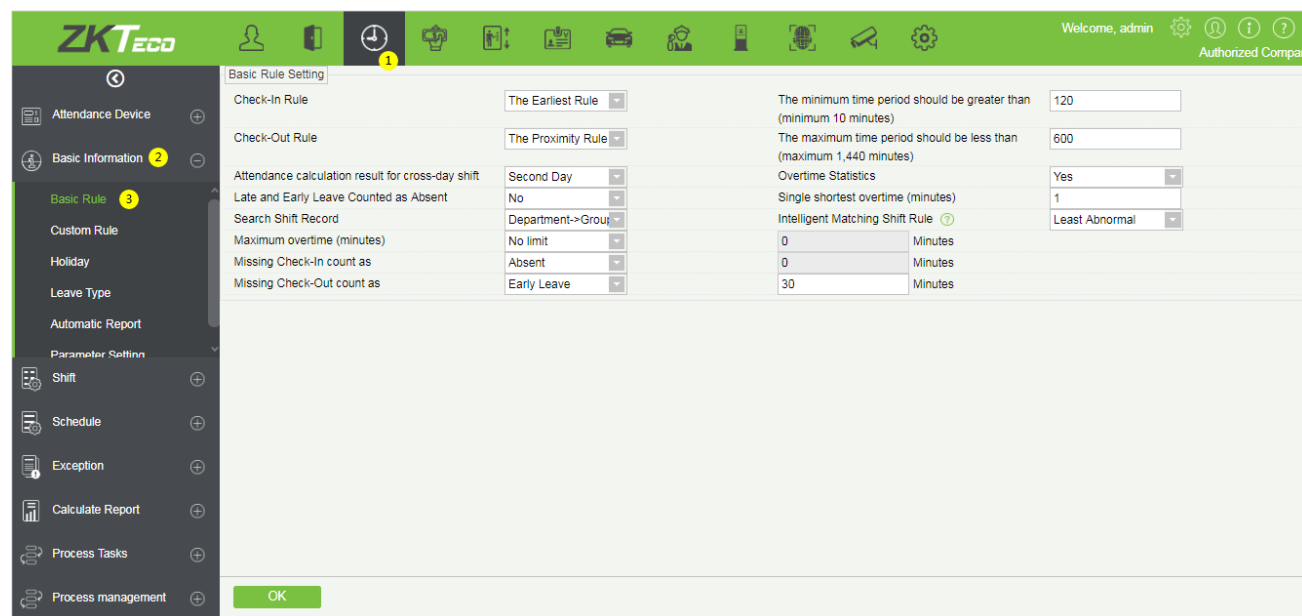 ZKTeco
Welcome, admin
Authorized Compa
1
Basic Rule Setting
Attendance Device
Basic Information 2
Basic Rule 3
Custom Rule
Holiday
Leave Type
Automatic Report
Parameter Setting
Shift
Schedule
Exception
Calculate Report
Process Tasks
Process management
Check-In Rule The Earliest Rule The minimum time period should be greater than 120
(minimum 10 minutes)
Check-Out Rule The Proximity Rule The maximum time period should be less than 600
(maximum 1,440 minutes)
Attendance calculation result for cross-day shift Second Day Overtime Statistics Yes
Late and Early Leave Counted as Absent No Single shortest overtime (minutes) 1
Search Shift Record Department->Group Intelligent Matching Shift Rule ? Least Abnormal
Maximum overtime (minutes) No limit 0 Minutes
Missing Check-In count as Absent 0 Minutes
Missing Check-Out count as Early Leave 30 Minutes
OK